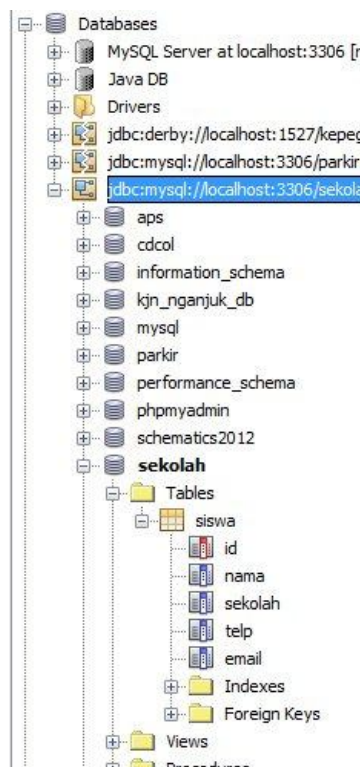 Databases
MySQL Server at localhost:3306 [
Java DB
Drivers
jdbc:derby://localhost:1527/kepeg
jdbc:mysql://localhost:3306/parkir
jdbc:mysql://localhost:3306/sekola
aps
cdcol
information_schema
kjn_nganjuk_db
mysql
parkir
performance_schema
phpmyadmin
schematics2012
sekolah
Tables
siswa
id
nama
sekolah
telp
email
Indexes
Foreign Keys
Views
Procedures